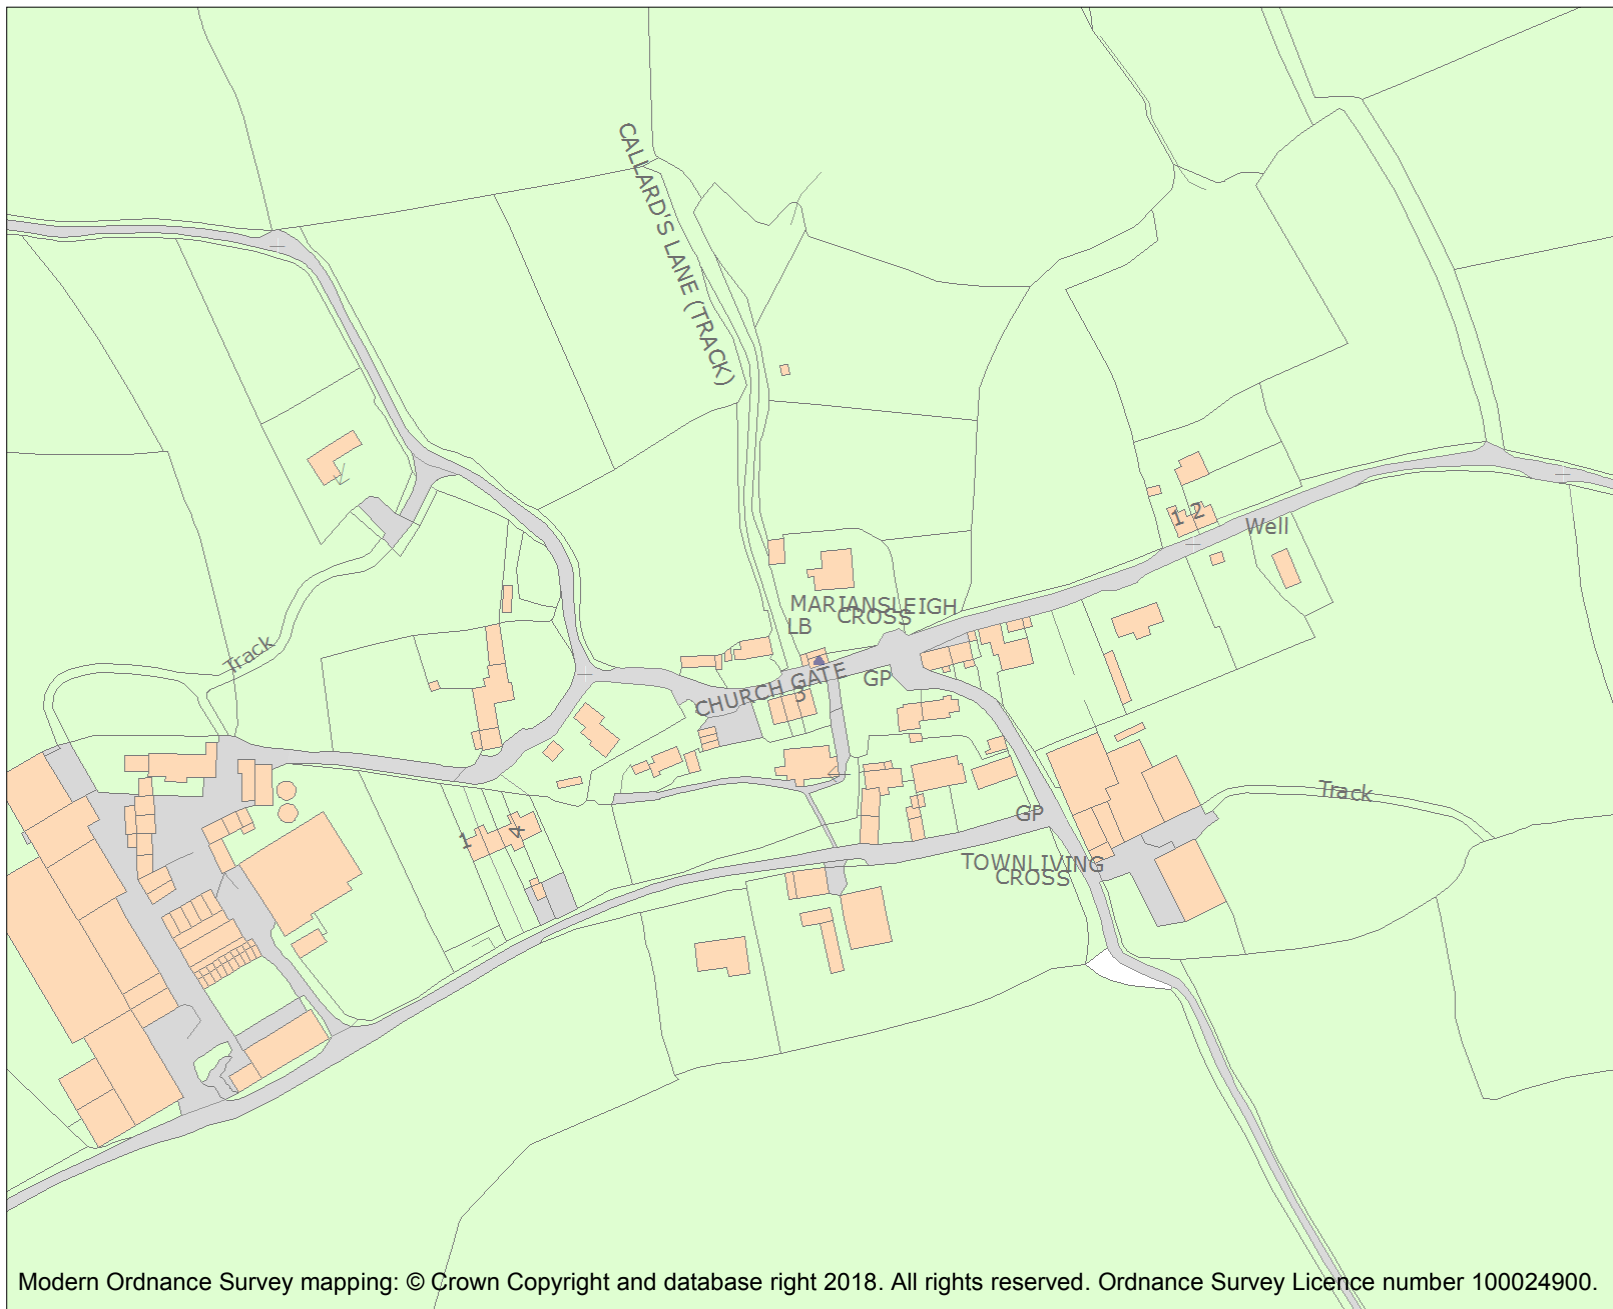 CALLARD'S LANE (TRACK)
1 2
Well
MARIANSLEIGH
CROSS
LB
Track
CHURCH GATE
3
GP
Track
GP
1
4
TOWNLIVING
CROSS
Modern Ordnance Survey mapping: © Crown Copyright and database right 2018. All rights reserved. Ordnance Survey Licence number 100024900.